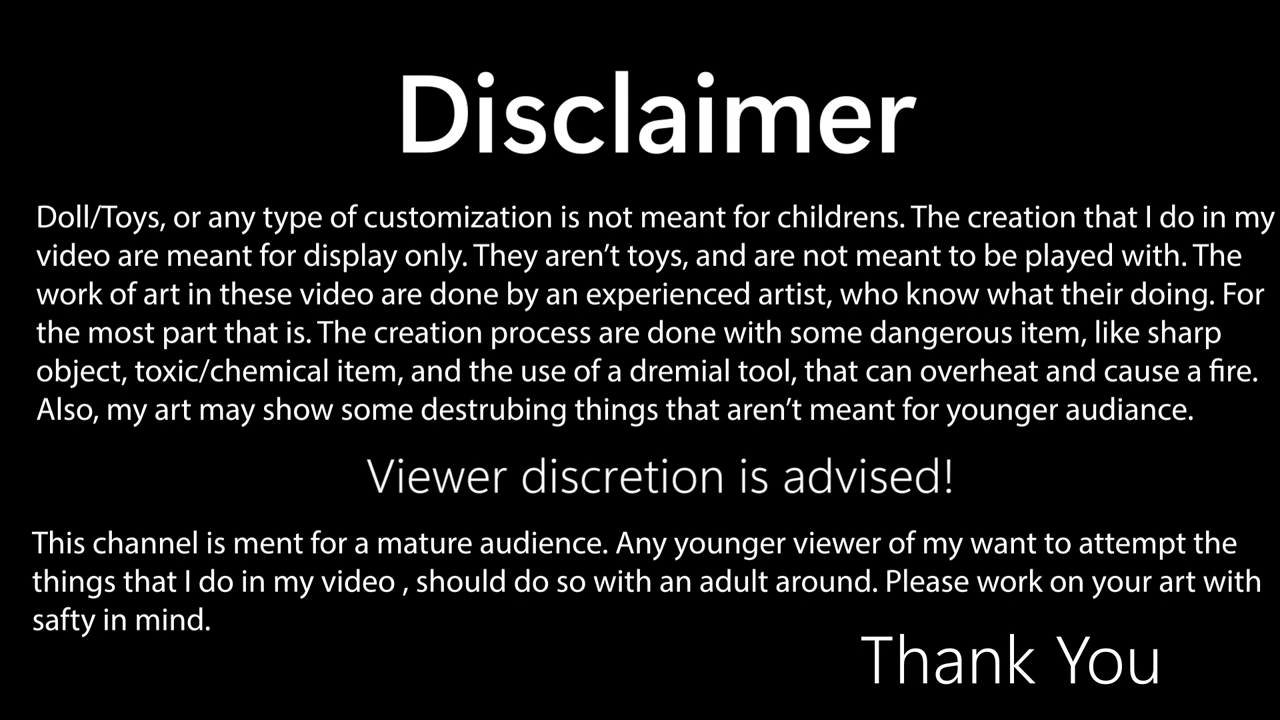 Disclaimer
Doll/Toys, or any type of customization is not meant for childrens. The creation that I do in my
video are meant for display only. They aren’t toys, and are not meant to be played with. The
work of art in these video are done by an experienced artist, who know what their doing. For
the most part that is. The creation process are done with some dangerous item, like sharp
object, toxic/chemical item, and the use of a dremial tool, that can overheat and cause a fire.
Also, my art may show some destrubing things that aren’t meant for younger audiance.
Viewer discretion is advised!
This channel is ment for a mature audience. Any younger viewer of my want to attempt the
things that I do in my video , should do so with an adult around. Please work on your art with
safty in mind.
Thank You